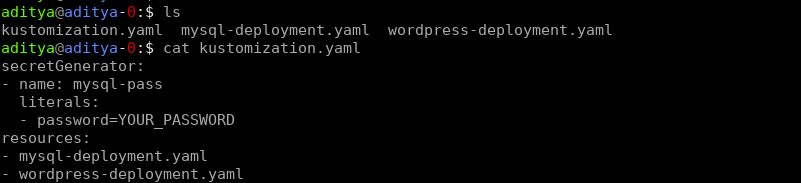 aditya@aditya-0:$ ls
kustomization.yaml  mysql-deployment.yaml  wordpress-deployment.yaml
aditya@aditya-0:$ cat kustomization.yaml
secretGenerator:
- name: mysql-pass
  literals:
  - password=YOUR_PASSWORD
resources:
- mysql-deployment.yaml
- wordpress-deployment.yaml